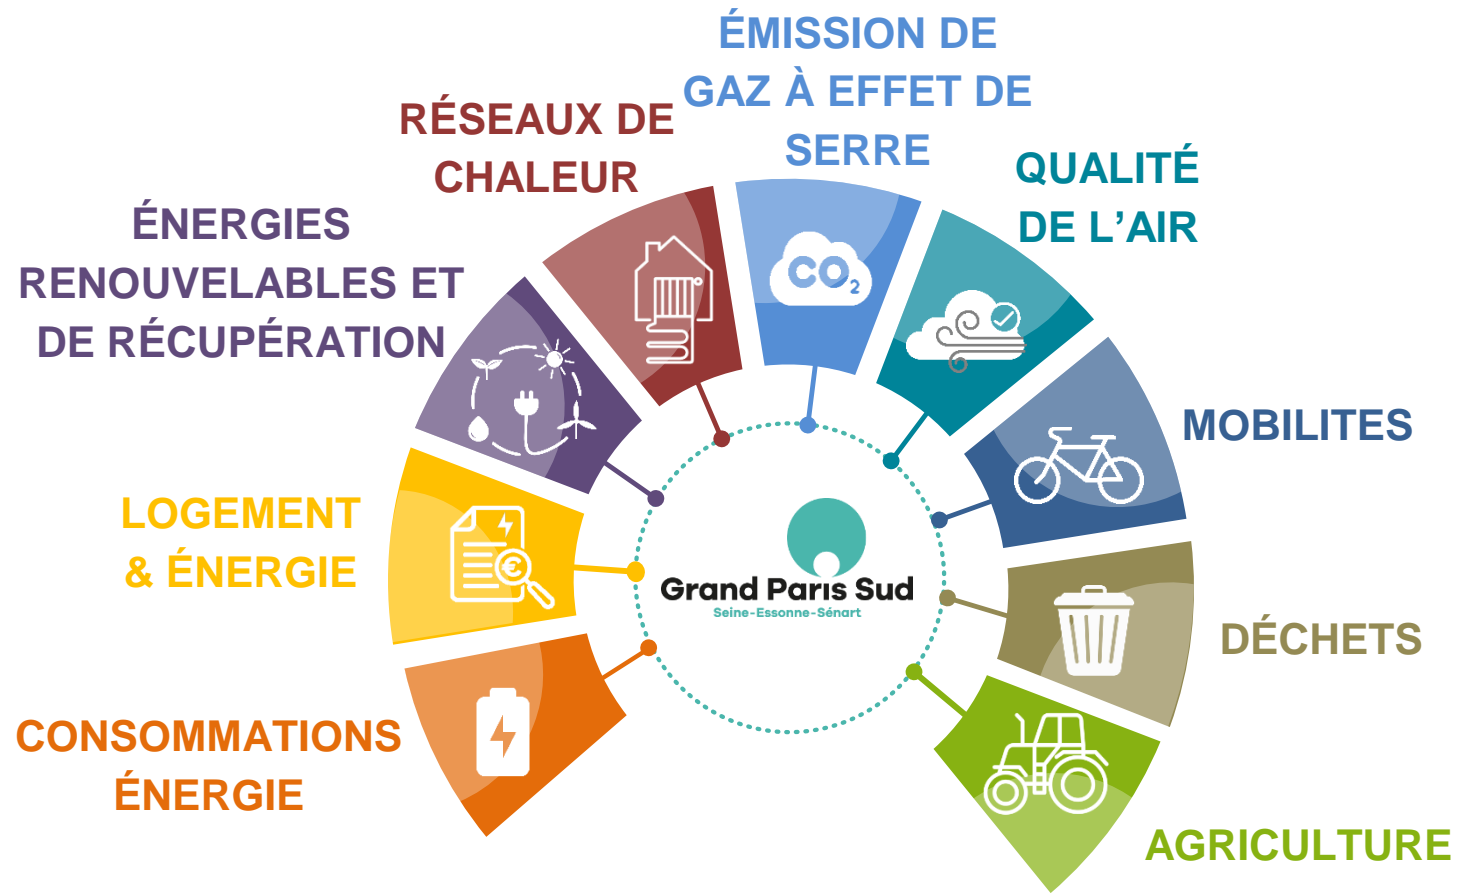 ÉMISSION DE
GAZ À EFFET DE
SERRE
RÉSEAUX DE
CHALEUR
QUALITÉ
DE L’AIR
ÉNERGIES
RENOUVELABLES ET
DE RÉCUPÉRATION
CO2
MOBILITES
LOGEMENT
& ÉNERGIE
€
Grand Paris Sud
Seine-Essonne-Sénart
DÉCHETS
CONSOMMATIONS
ÉNERGIE
AGRICULTURE